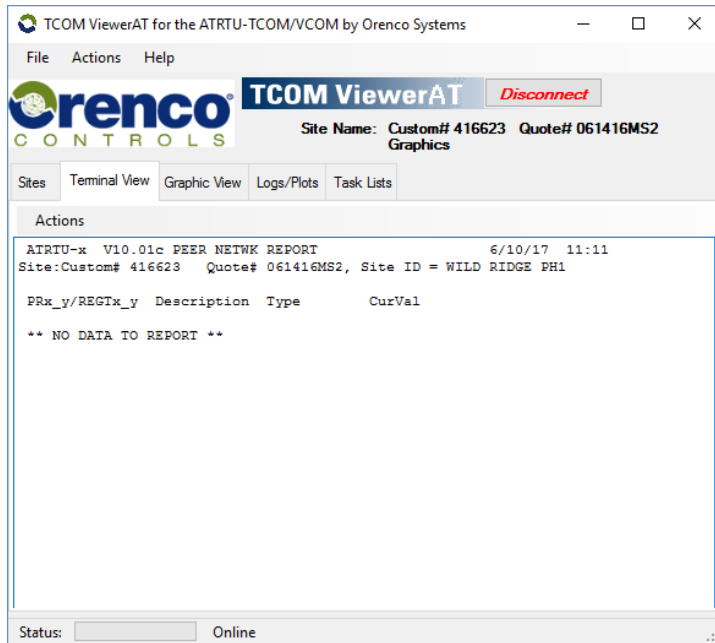 TCOM ViewerAT for the ATRTU-TCOM/VCOM by Orenco Systems
File Actions Help
Orenco
CONTROLS
TCOM ViewerAT
Disconnect
Site Name: Custom# 416623 Quote# 061416MS2
Graphics
Sites Terminal View Graphic View Logs/Plots Task Lists
Actions
ATRTU-x V10.01c PEER NETWK REPORT 6/10/17 11:11
Site:Custom# 416623 Quote# 061416MS2, Site ID = WILD RIDGE PH1
PRx_y/REGTx_y Description Type CurVal
** NO DATA TO REPORT **
Status: Online